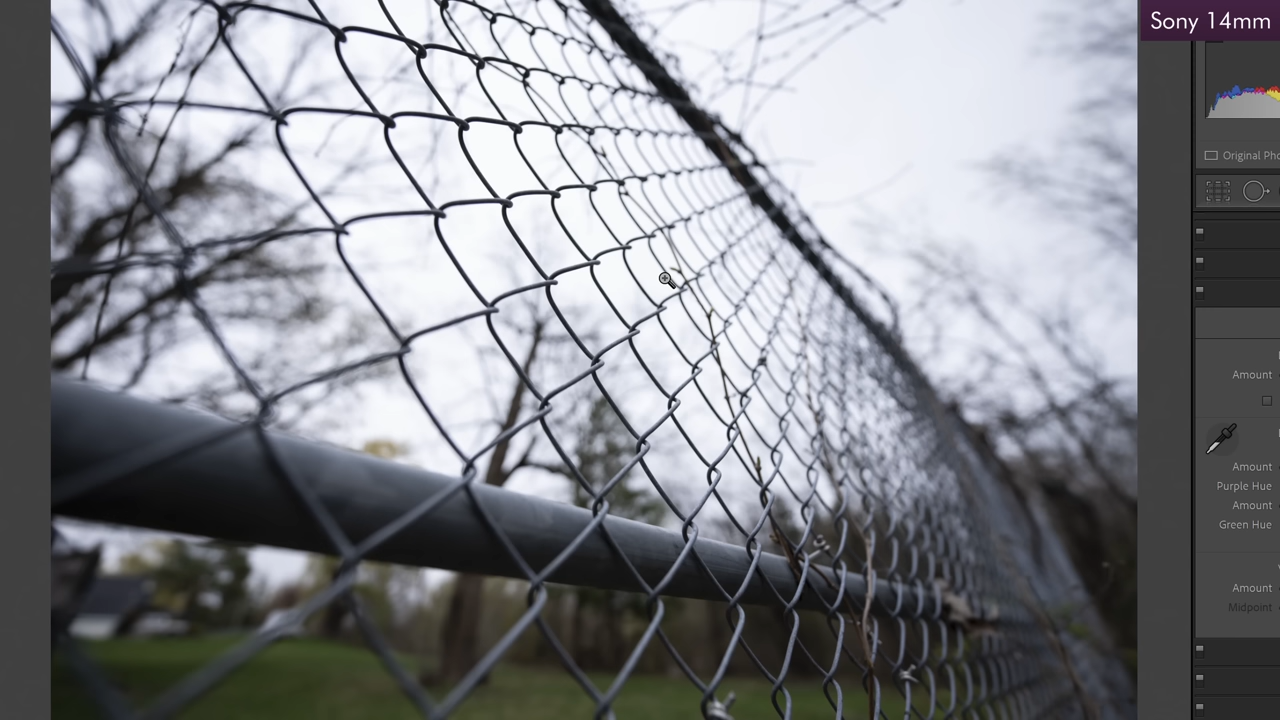 Sony 14mm
Original Pho
Amount
Amount
Purple Hue
Amount
Green Hue
Amount
Midpoint